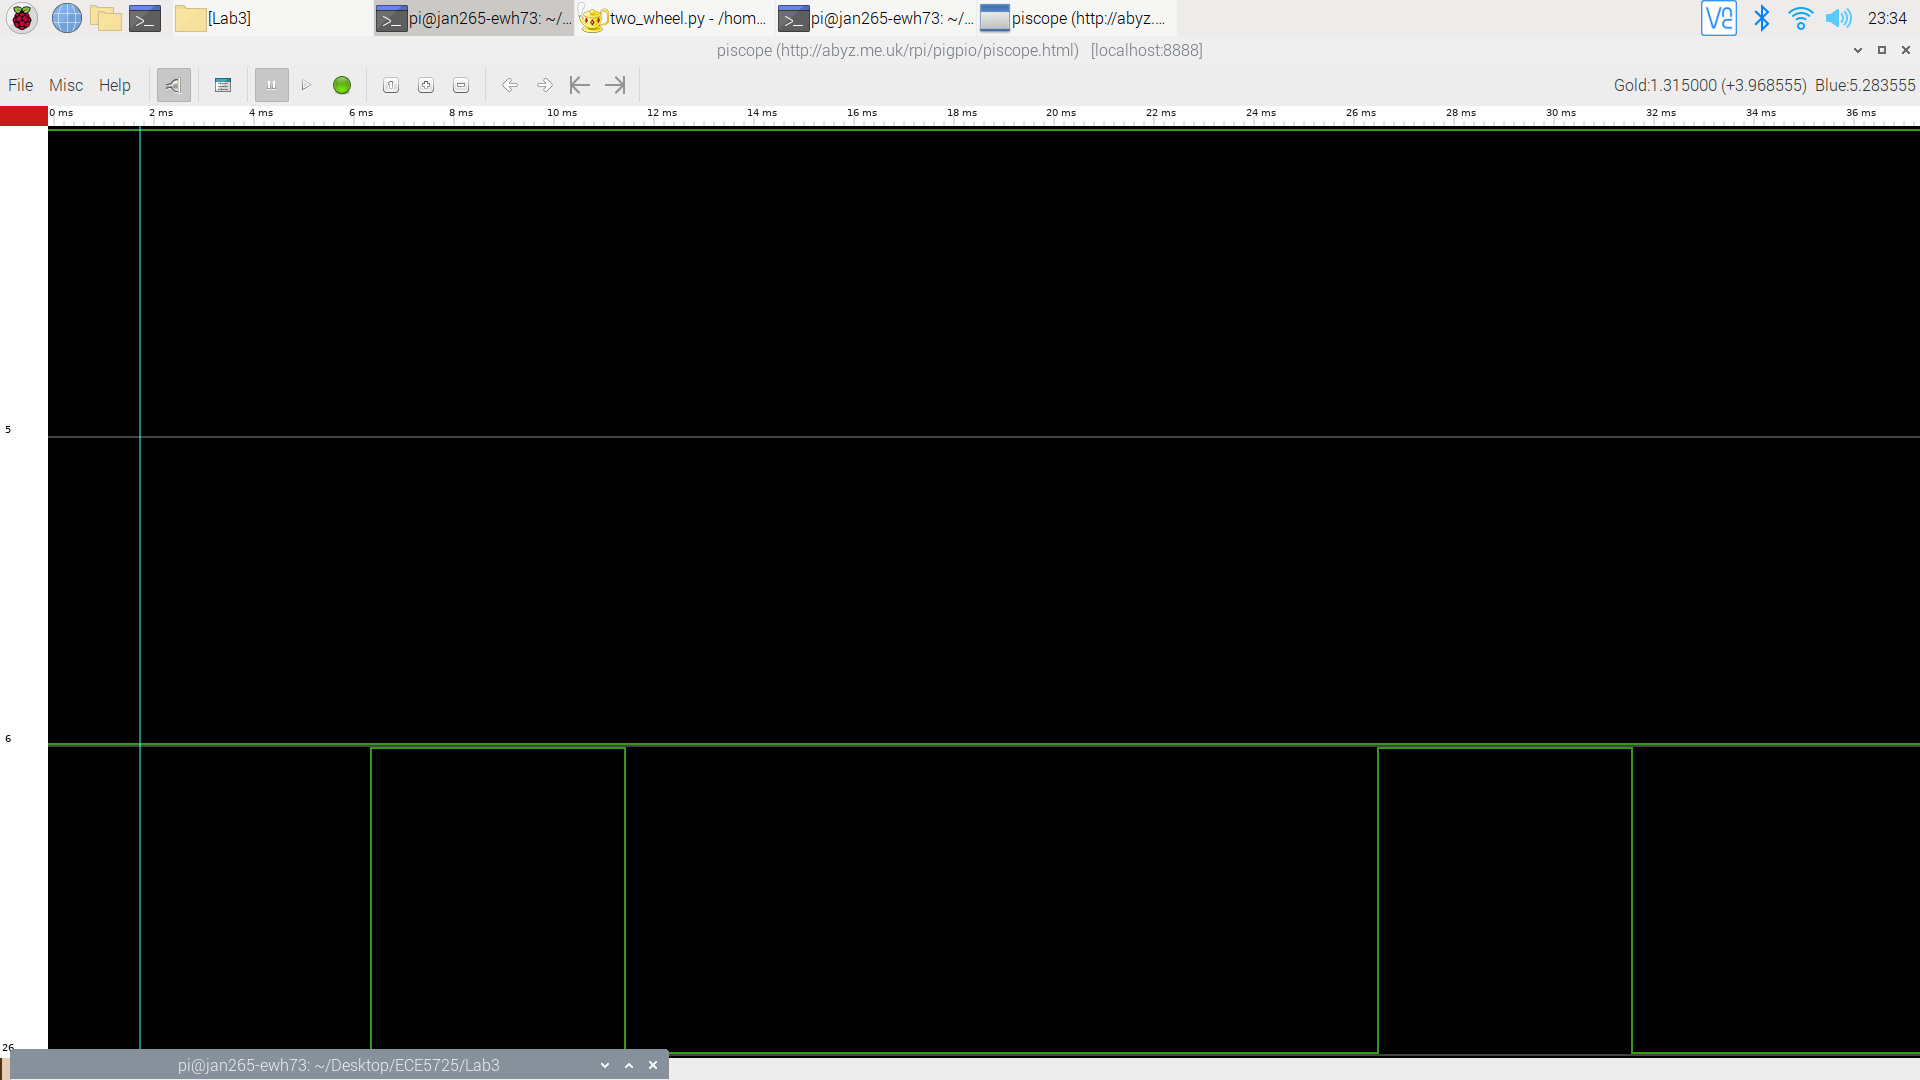 [Lab3] pi@jan265-ewh73: ~/... two_wheel.py - /hom... pi@jan265-ewh73: ~/... piscope (http://abyz.... 23:34
piscope (http://abyz.me.uk/rpi/pigpio/piscope.html) [localhost:8888]
File Misc Help Gold:1.315000 (+3.968555) Blue:5.283555
0 ms 2 ms 4 ms 6 ms 8 ms 10 ms 12 ms 14 ms 16 ms 18 ms 20 ms 22 ms 24 ms 26 ms 28 ms 30 ms 32 ms 34 ms 36 ms
5
6
26
pi@jan265-ewh73: ~/Desktop/ECE5725/Lab3